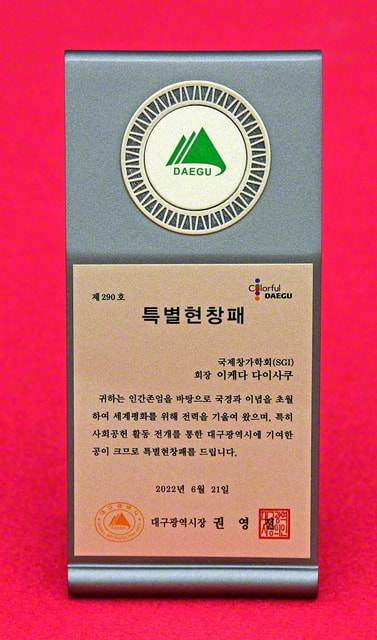 DAEGU
Colorful
DAEGU
제 290 호
특별현창패
국제창가학회(SGI)
회장 이케다 다이사쿠
귀하는 인간존엄을 바탕으로 국경과 이념을 초월
하여 세계평화를 위해 전력을 기울여 왔으며, 특히
사회공헌 활동 전개를 통한 대구광역시에 기여한
공이 크므로 특별현창패를 드립니다.
2022년 6월 21일
대구광역시장 권 영 진